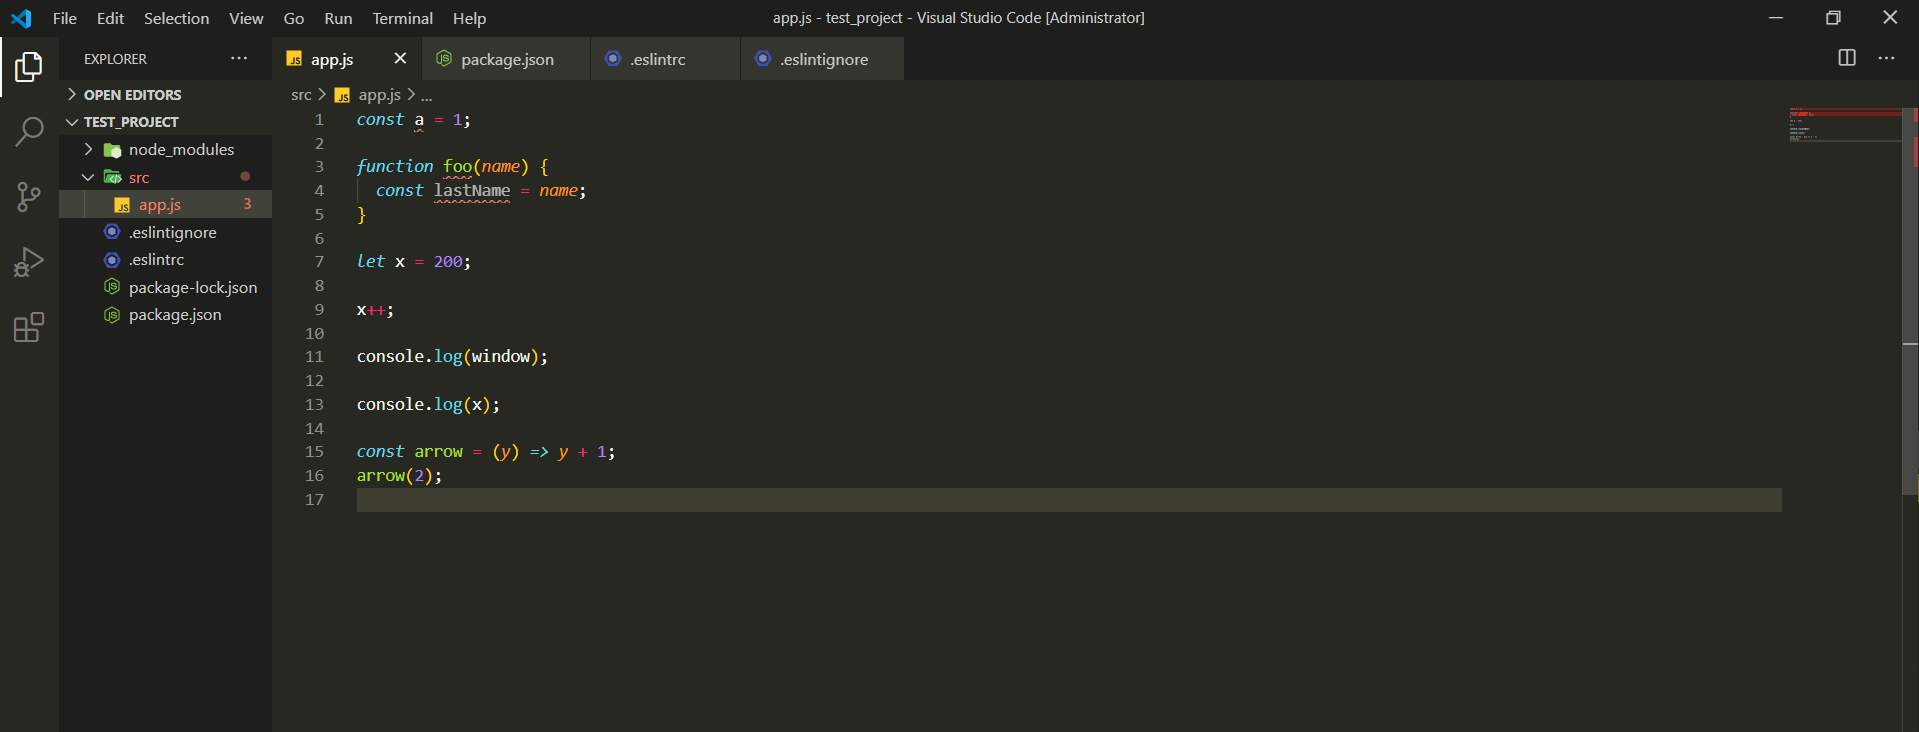 File Edit Selection View Go Run Terminal Help
app.js - test_project - Visual Studio Code [Administrator]
EXPLORER
OPEN EDITORS
TEST_PROJECT
node_modules
src
app.js 3
.eslintignore
.eslintrc
package-lock.json
package.json
app.js package.json .eslintrc .eslintignore
src > app.js > ...
1 const a = 1;
2
3 function foo(name) {
4   const lastName = name;
5 }
6
7 let x = 200;
8
9 x++;
10
11 console.log(window);
12
13 console.log(x);
14
15 const arrow = (y) => y + 1;
16 arrow(2);
17